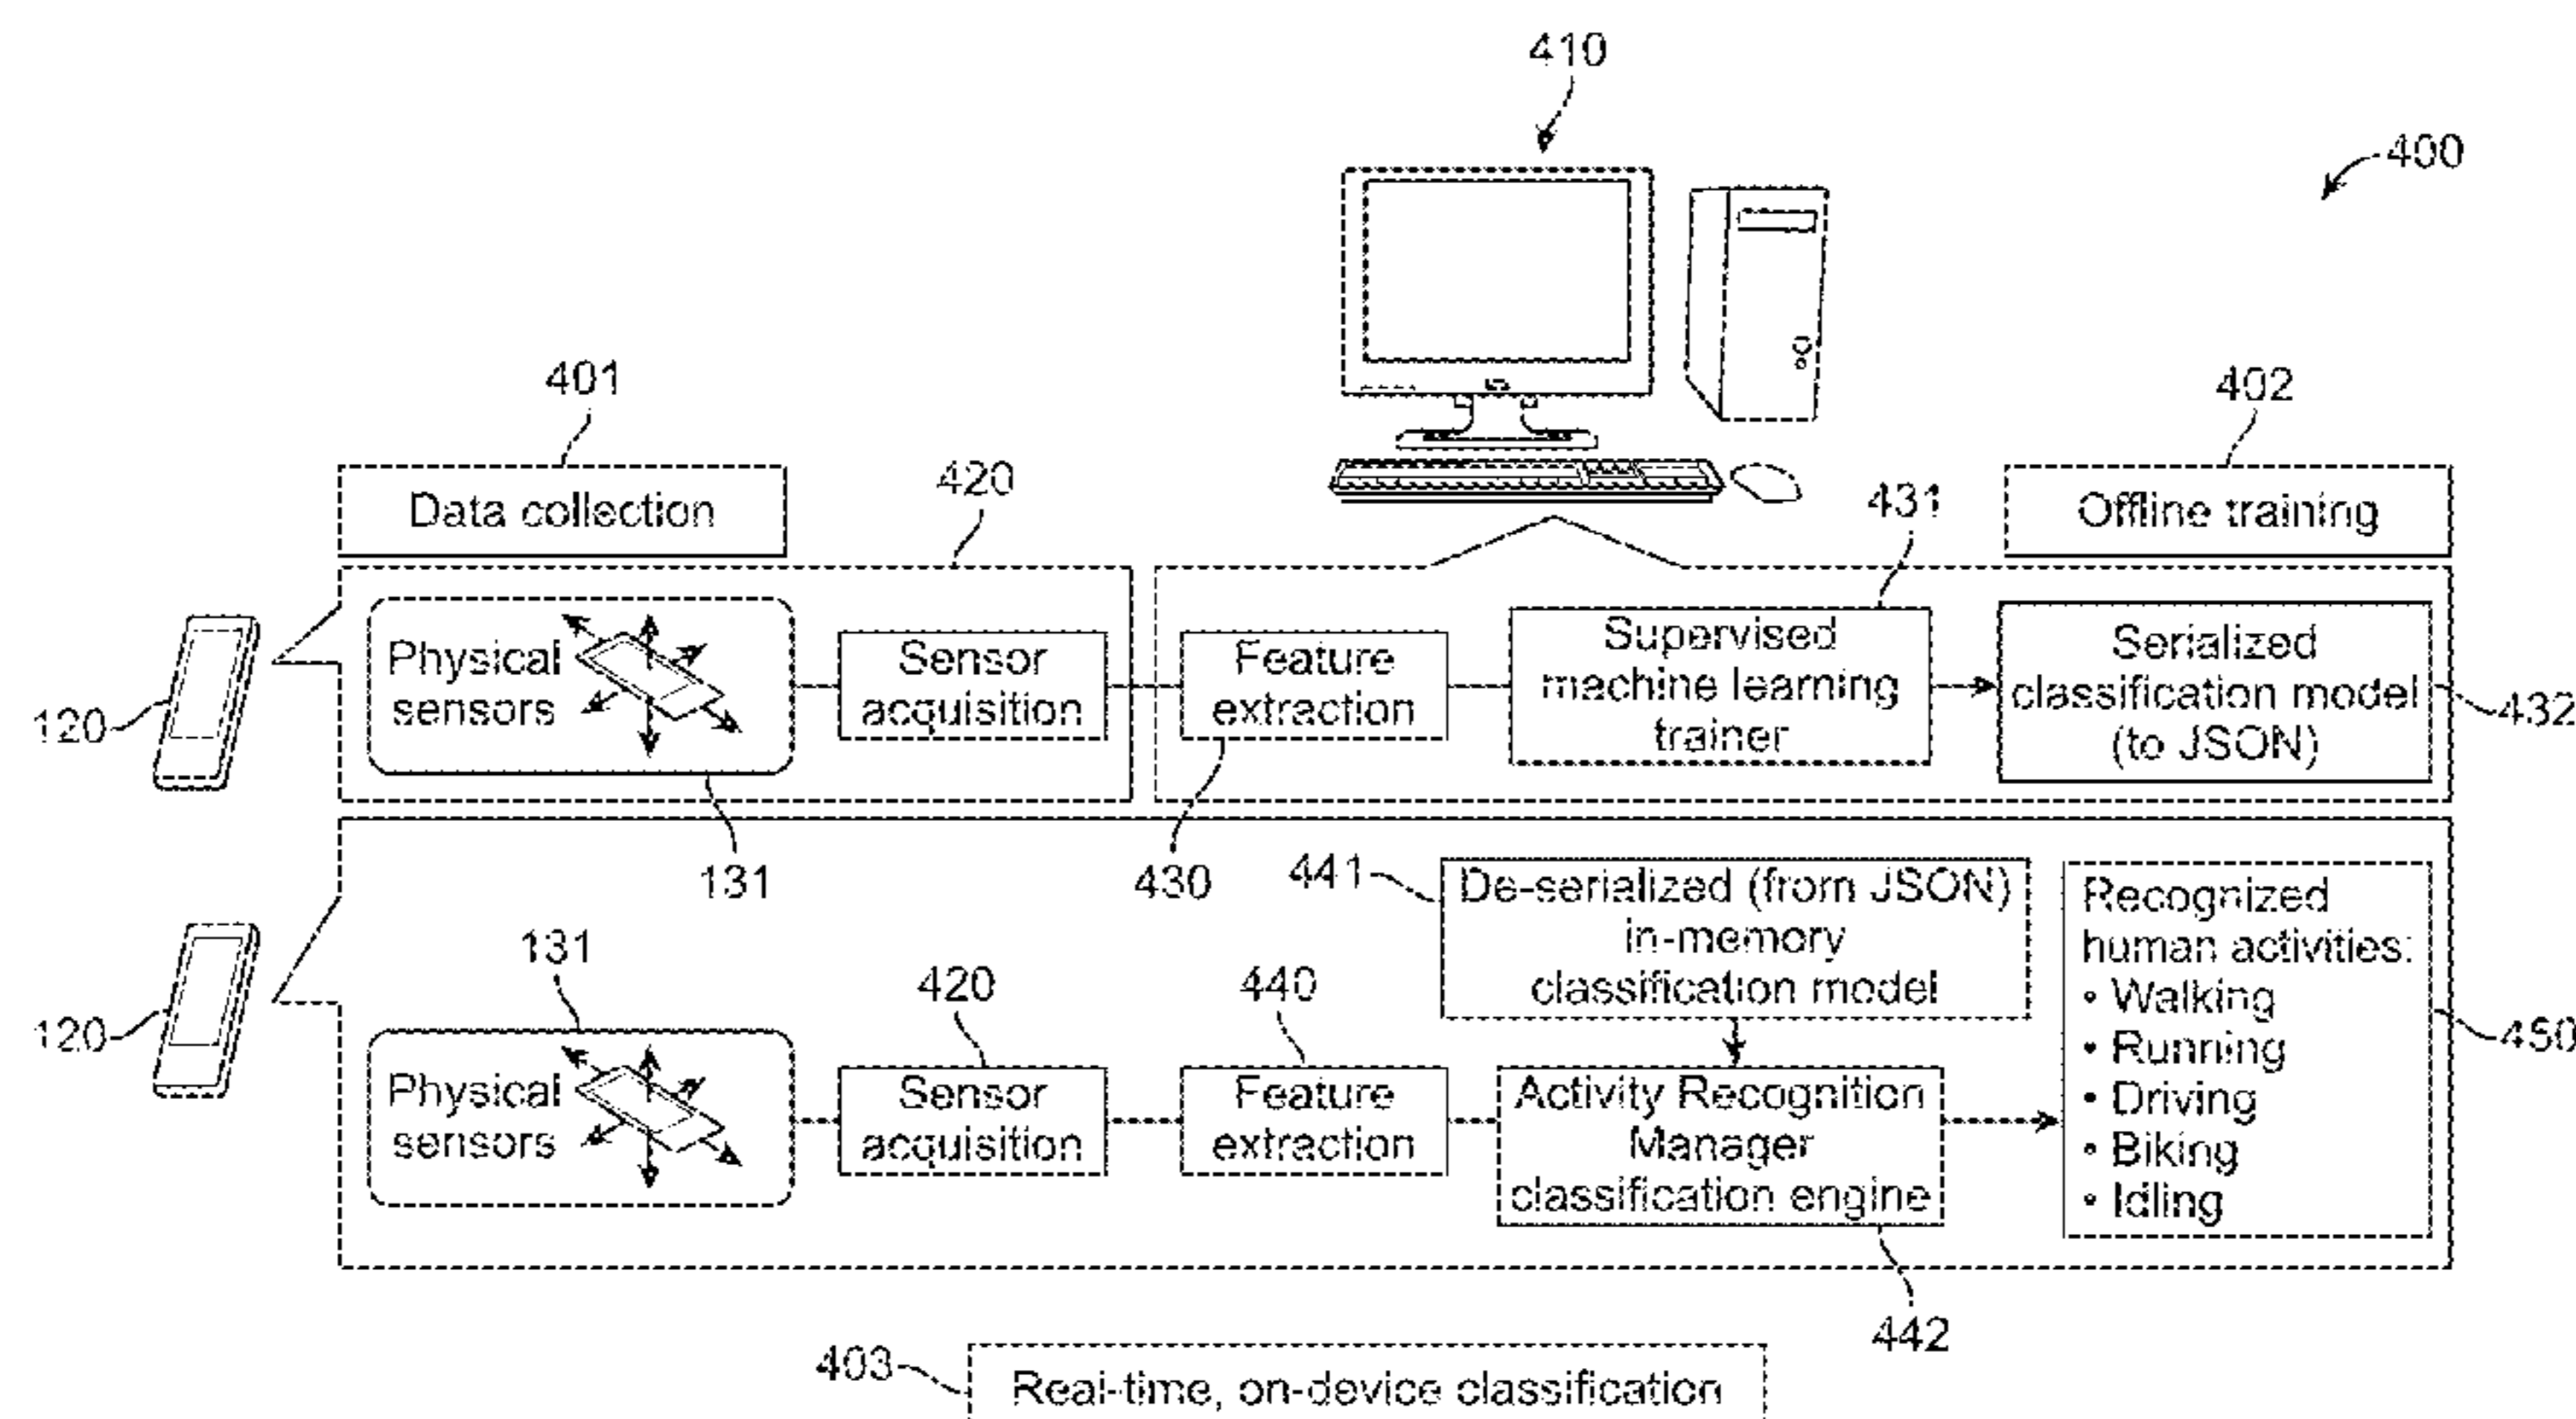 410
400
401
402
420
431
Data collection
Offline training
Physical
sensors
Sensor
acquisition
Feature
extraction
Supervised
machine learning
trainer
Serialized
classification model
(to JSON)
120
432
131
430
441
De-serialized (from JSON)
in-memory
classification model
Recognized
human activities:
• Walking
• Running
• Driving
• Biking
• Idling
131
420
440
120
450
Physical
sensors
Sensor
acquisition
Feature
extraction
Activity Recognition
Manager
classification engine
442
403
Real-time, on-device classification